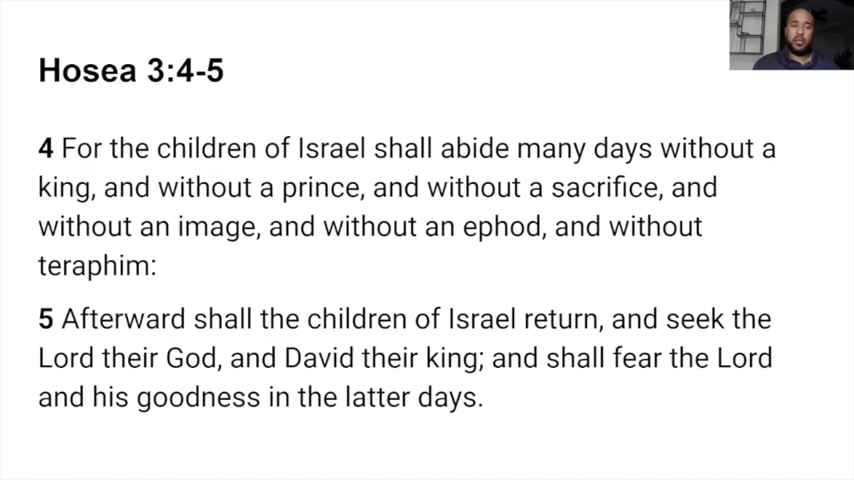 Hosea 3:4-5
4 For the children of Israel shall abide many days without a
king, and without a prince, and without a sacrifice, and
without an image, and without an ephod, and without
teraphim:
5 Afterward shall the children of Israel return, and seek the
Lord their God, and David their king; and shall fear the Lord
and his goodness in the latter days.